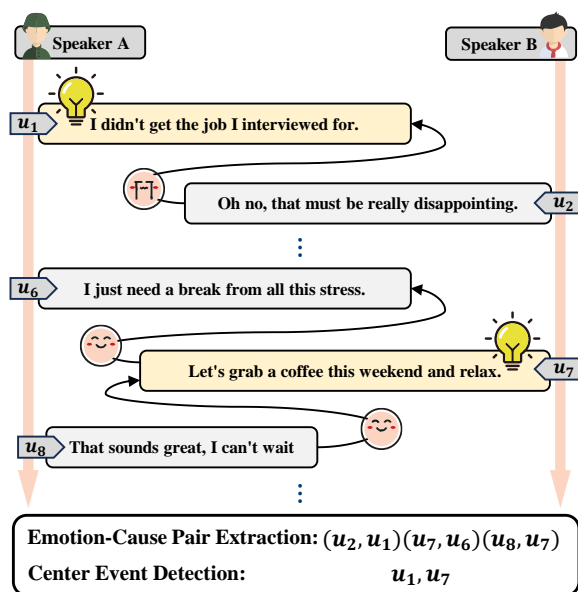 Speaker A
Speaker B
u₁
I didn't get the job I interviewed for.
Oh no, that must be really disappointing.
u₂
⋮
u₆
I just need a break from all this stress.
Let's grab a coffee this weekend and relax.
u₇
u₈
That sounds great, I can't wait
⋮
Emotion-Cause Pair Extraction: (u₂, u₁)(u₇, u₆)(u₈, u₇)
Center Event Detection: u₁, u₇